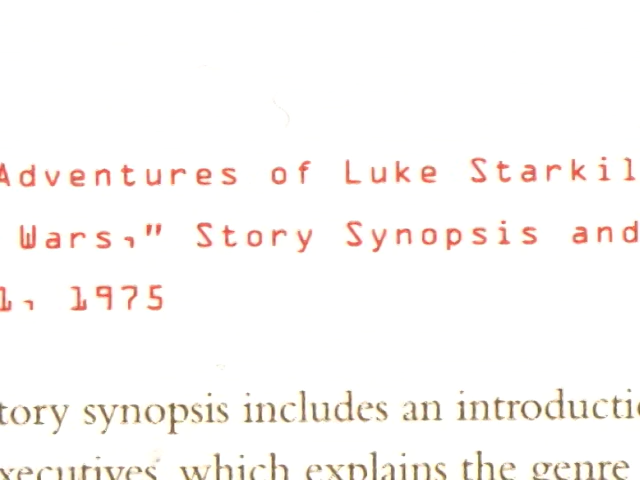 Adventures of Luke Starkil
Wars," Story Synopsis and
1, 1975
tory synopsis includes an introducti
xecutives, which explains the genre